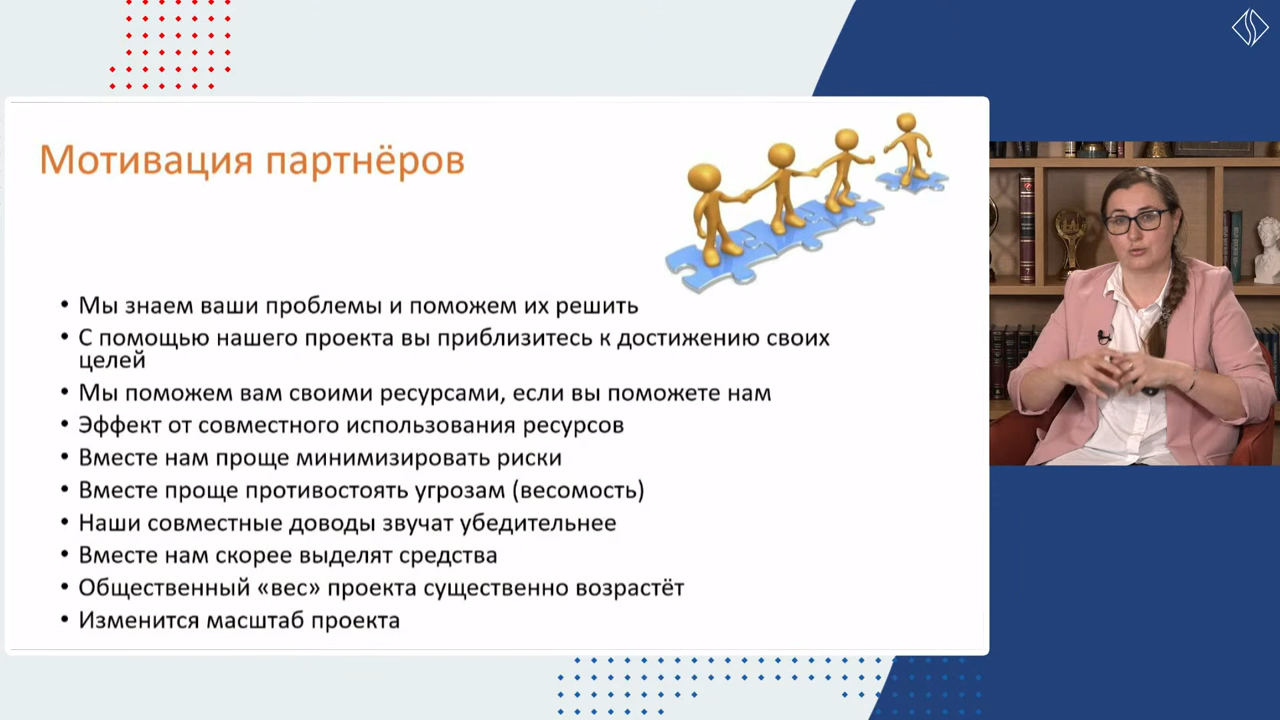 Мотивация партнёров
• Мы знаем ваши проблемы и поможем их решить
• С помощью нашего проекта вы приблизитесь к достижению своих
целей
• Мы поможем вам своими ресурсами, если вы поможете нам
• Эффект от совместного использования ресурсов
• Вместе нам проще минимизировать риски
• Вместе проще противостоять угрозам (весомость)
• Наши совместные доводы звучат убедительнее
• Вместе нам скорее выделят средства
• Общественный «вес» проекта существенно возрастёт
• Изменится масштаб проекта